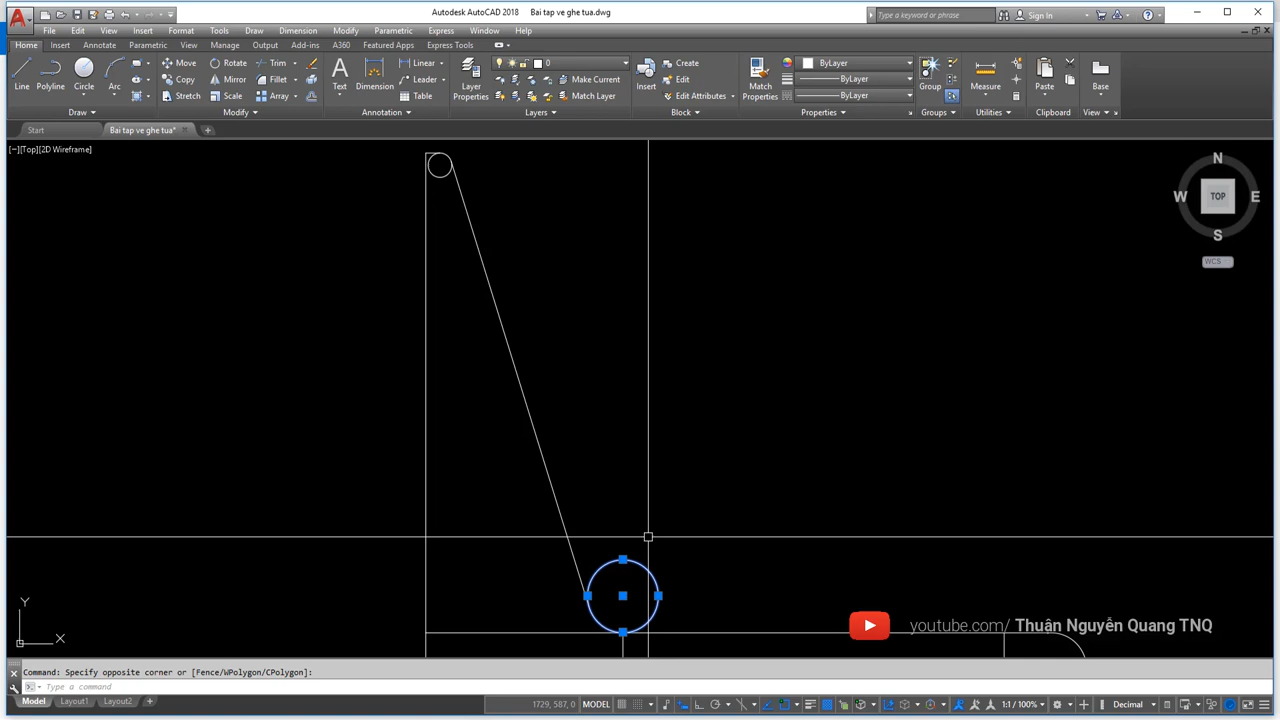 Autodesk AutoCAD 2018 Bai tap ve ghe tua.dwg
Type a keyword or phrase
Sign In
File Edit View Insert Format Tools Draw Dimension Modify Parametric Express Window Help
Home Insert Annotate Parametric View Manage Output Add-ins A360 Featured Apps Express Tools
Line Polyline Circle Arc
Move Rotate Trim
Copy Mirror Fillet
Stretch Scale Array
Text Dimension
Linear
Leader
Table
Layer Properties
0
Make Current
Match Layer
Insert
Create
Edit
Edit Attributes
Match Properties
ByLayer
ByLayer
ByLayer
Group
Measure
Paste
Base
Draw Modify Annotation Layers Block Properties Groups Utilities Clipboard View
Start Bai tap ve ghe tua*
[−][Top][2D Wireframe]
N
W TOP E
S
WCS
Y
X
youtube.com/ Thuận Nguyễn Quang TNQ
Command: Specify opposite corner or [Fence/WPolygon/CPolygon]:
Type a command
Model Layout1 Layout2
1729, 587, 0 MODEL 1:1 / 100% Decimal